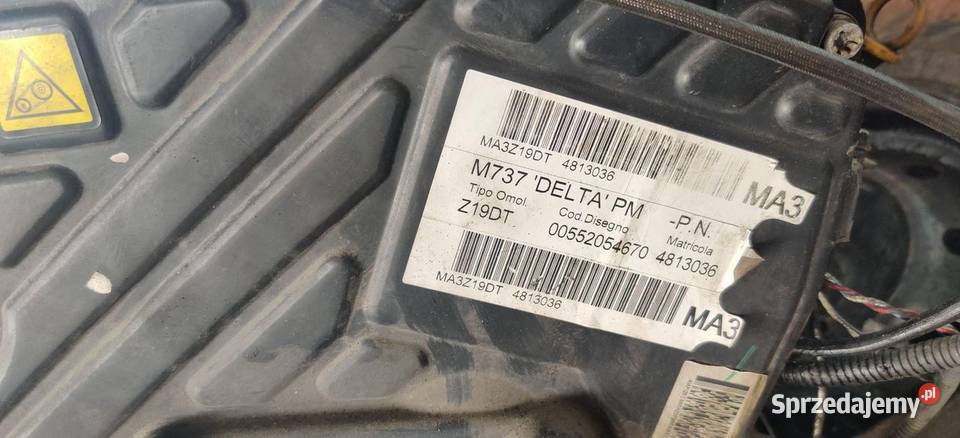 MA3Z19DT 4813036
MA3
M737 'DELTA' PM -P.N.
Tipo Omol. Cod.Disegno Matricola
Z19DT 00552054670 4813036
MA3Z19DT 4813036
MA3
Sprzedajemy.pl